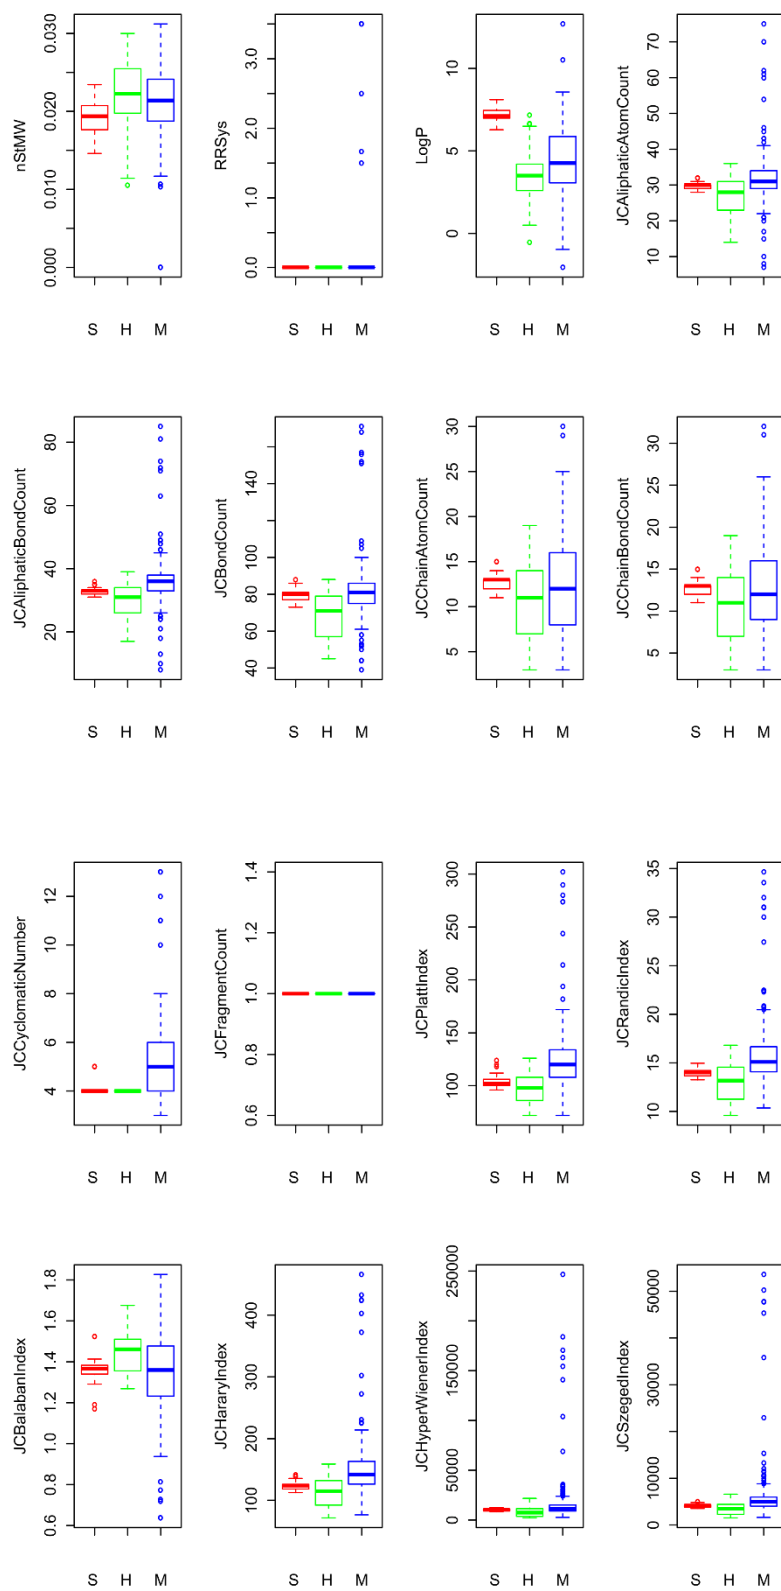 nStMW
0.000 0.010 0.020 0.030
S H M
RRSys
0.0 1.0 2.0 3.0
S H M
LogP
0 5 10
S H M
JCAliphaticAtomCount
10 20 30 40 50 60 70
S H M
JCAliphaticBondCount
20 40 60 80
S H M
JCBondCount
40 60 80 100 140
S H M
JCChainAtomCount
5 10 15 20 25 30
S H M
JCChainBondCount
5 10 15 20 25 30
S H M
JCCyclomaticNumber
4 6 8 10 12
S H M
JCFragmentCount
0.6 0.8 1.0 1.2 1.4
S H M
JCPlattIndex
100 150 200 250 300
S H M
JCRandicIndex
10 15 20 25 30 35
S H M
JCBalabanIndex
0.6 0.8 1.0 1.2 1.4 1.6 1.8
S H M
JCHararyIndex
100 200 300 400
S H M
JCHyperWienerIndex
0 50000 150000 250000
S H M
JCSzegedIndex
0 10000 30000 50000
S H M